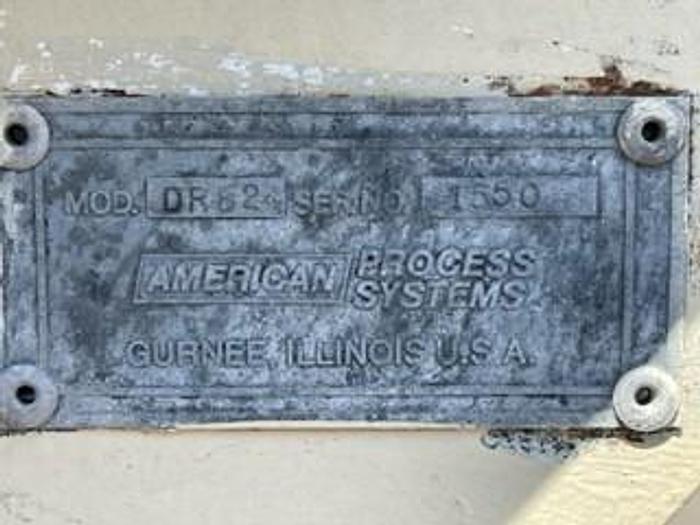 MOD. SER.NO. 1550
AMERICAN PROCESS SYSTEMS
GURNEE, ILLINOIS U.S.A.